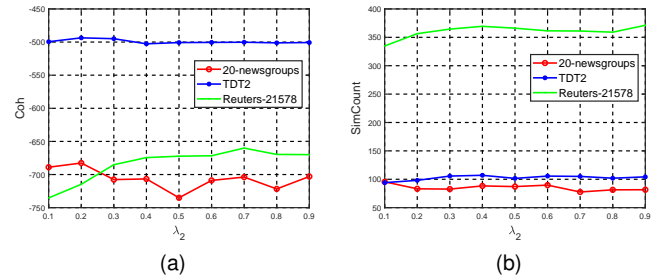 -450
-500
-550
-600
-650
-700
-750
Coh
20-newsgroups
TDT2
Reuters-21578
0.1 0.2 0.3 0.4 0.5 0.6 0.7 0.8 0.9
λ_2
(a)
400
350
300
250
200
150
100
50
SimCount
20-newsgroups
TDT2
Reuters-21578
0.1 0.2 0.3 0.4 0.5 0.6 0.7 0.8 0.9
λ_2
(b)